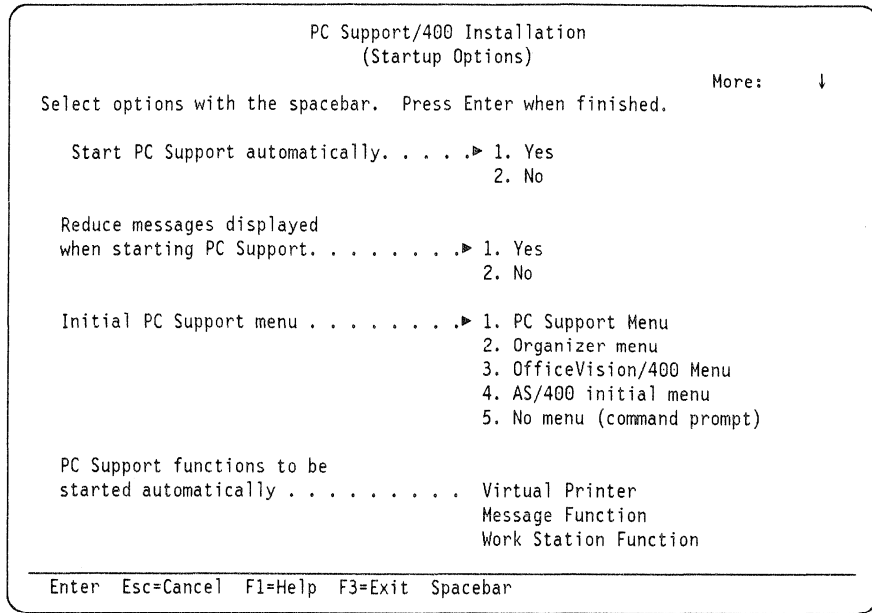 PC Support/400 Installation
(Startup Options)
More: ↓
Select options with the spacebar. Press Enter when finished.
Start PC Support automatically. . . . .► 1. Yes
2. No
Reduce messages displayed
when starting PC Support. . . . . . . .► 1. Yes
2. No
Initial PC Support menu . . . . . . . .► 1. PC Support Menu
2. Organizer menu
3. OfficeVision/400 Menu
4. AS/400 initial menu
5. No menu (command prompt)
PC Support functions to be
started automatically . . . . . . . . . Virtual Printer
Message Function
Work Station Function
Enter Esc=Cancel F1=Help F3=Exit Spacebar